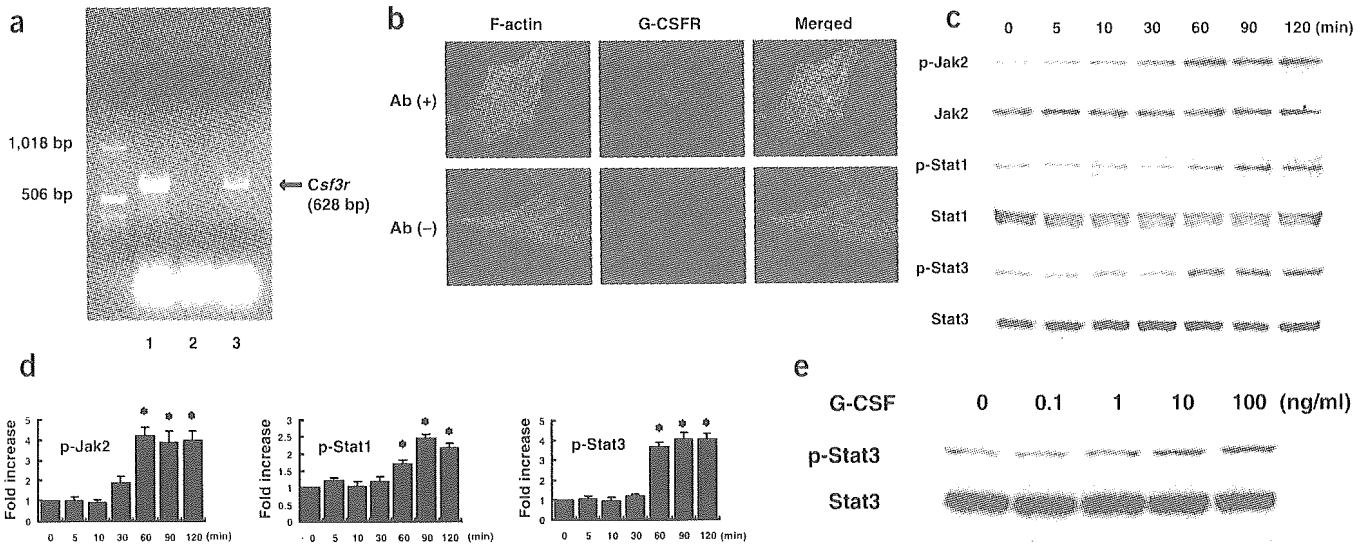 a
1,018 bp
506 bp
Csf3r
(628 bp)
1 2 3
b
F-actin G-CSFR Merged
Ab (+)
Ab (−)
c
0 5 10 30 60 90 120 (min)
p-Jak2
Jak2
p-Stat1
Stat1
p-Stat3
Stat3
d
Fold increase
5
4
3
2
1
0
p-Jak2
* * *
0 5 10 30 60 90 120 (min)
Fold increase
3
2.5
2
1.5
1
0.5
0
p-Stat1
* * *
0 5 10 30 60 90 120 (min)
Fold increase
5
4
3
2
1
0
p-Stat3
* * *
0 5 10 30 60 90 120 (min)
e
G-CSF 0 0.1 1 10 100 (ng/ml)
p-Stat3
Stat3